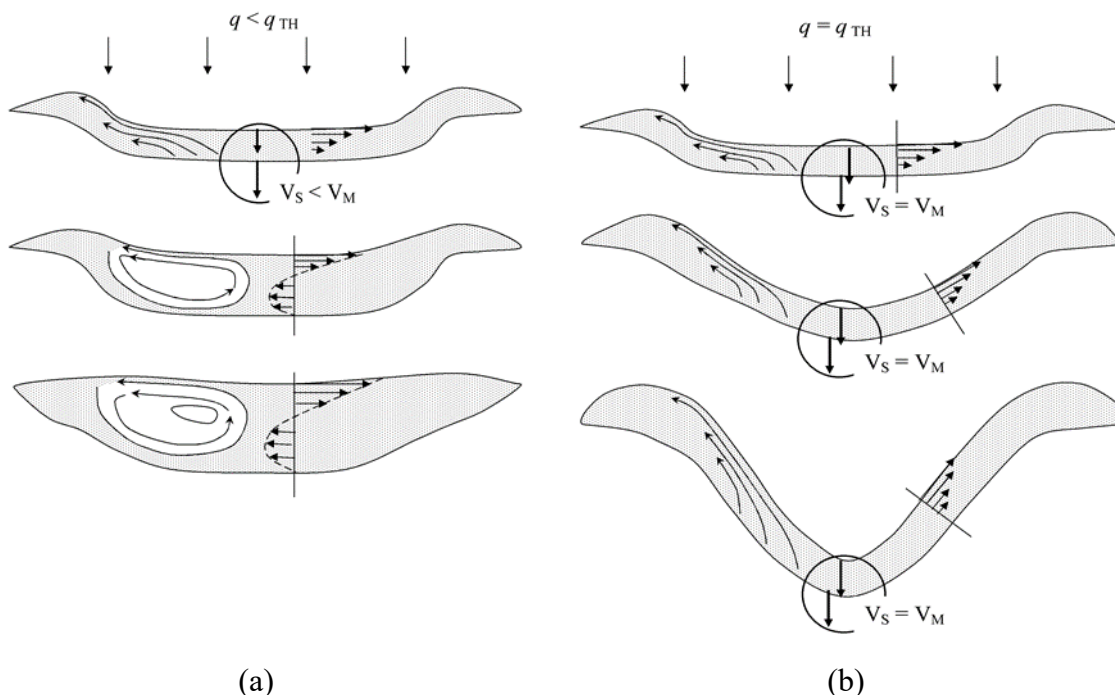 q < q TH
V S < V M
(a)
q = q TH
V S = V M
V S = V M
V S = V M
(b)